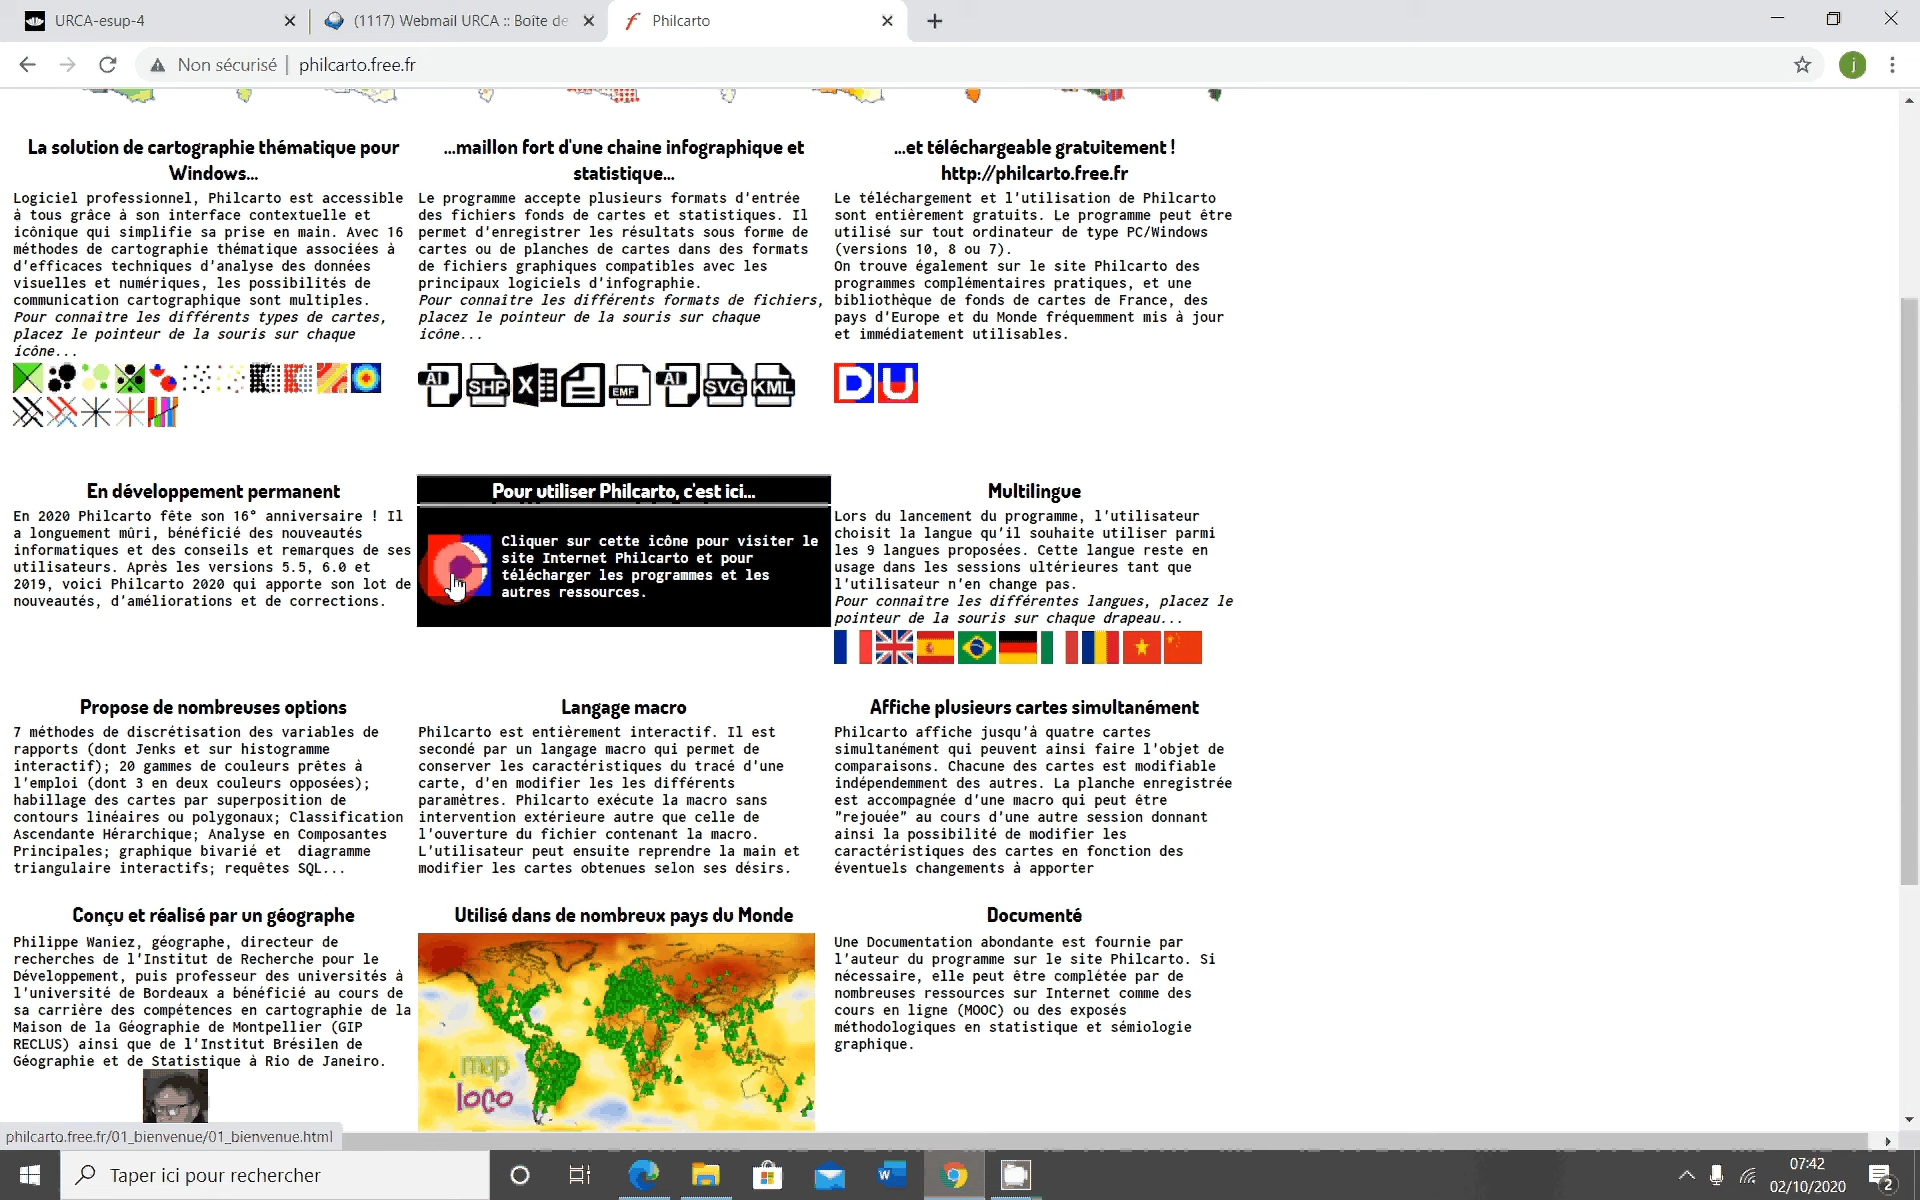 URCA-esup-4
(1117) Webmail URCA :: Boîte de
Philcarto
Non sécurisé
philcarto.free.fr
j
La solution de cartographie thématique pour
Windows...
Logiciel professionnel, Philcarto est accessible
à tous grâce à son interface contextuelle et
icônique qui simplifie sa prise en main. Avec 16
méthodes de cartographie thématique associées à
d'efficaces techniques d'analyse des données
visuelles et numériques, les possibilités de
communication cartographique sont multiples.
Pour connaitre les différents types de cartes,
placez le pointeur de la souris sur chaque
icône...
...maillon fort d'une chaine infographique et
statistique...
Le programme accepte plusieurs formats d'entrée
des fichiers fonds de cartes et statistiques. Il
permet d'enregistrer les résultats sous forme de
cartes ou de planches de cartes dans des formats
de fichiers graphiques compatibles avec les
principaux logiciels d'infographie.
Pour connaitre les différents formats de fichiers,
placez le pointeur de la souris sur chaque
icône...
AI SHP X EMF AI SVG KML
...et téléchargeable gratuitement !
http://philcarto.free.fr
Le téléchargement et l'utilisation de Philcarto
sont entièrement gratuits. Le programme peut être
utilisé sur tout ordinateur de type PC/Windows
(versions 10, 8 ou 7).
On trouve également sur le site Philcarto des
programmes complémentaires pratiques, et une
bibliothèque de fonds de cartes de France, des
pays d'Europe et du Monde fréquemment mis à jour
et immédiatement utilisables.
D U
En développement permanent
En 2020 Philcarto fête son 16° anniversaire ! Il
a longuement mûri, bénéficié des nouveautés
informatiques et des conseils et remarques de ses
utilisateurs. Après les versions 5.5, 6.0 et
2019, voici Philcarto 2020 qui apporte son lot de
nouveautés, d'améliorations et de corrections.
Pour utiliser Philcarto, c'est ici...
Cliquer sur cette icône pour visiter le
site Internet Philcarto et pour
télécharger les programmes et les
autres ressources.
Multilingue
Lors du lancement du programme, l'utilisateur
choisit la langue qu'il souhaite utiliser parmi
les 9 langues proposées. Cette langue reste en
usage dans les sessions ultérieures tant que
l'utilisateur n'en change pas.
Pour connaitre les différentes langues, placez le
pointeur de la souris sur chaque drapeau...
Propose de nombreuses options
7 méthodes de discrétisation des variables de
rapports (dont Jenks et sur histogramme
interactif); 20 gammes de couleurs prêtes à
l'emploi (dont 3 en deux couleurs opposées);
habillage des cartes par superposition de
contours linéaires ou polygonaux; Classification
Ascendante Hérarchique; Analyse en Composantes
Principales; graphique bivarié et diagramme
triangulaire interactifs; requêtes SQL...
Langage macro
Philcarto est entièrement interactif. Il est
secondé par un langage macro qui permet de
conserver les caractéristiques du tracé d'une
carte, d'en modifier les les différents
paramètres. Philcarto exécute la macro sans
intervention extérieure autre que celle de
l'ouverture du fichier contenant la macro.
L'utilisateur peut ensuite reprendre la main et
modifier les cartes obtenues selon ses désirs.
Affiche plusieurs cartes simultanément
Philcarto affiche jusqu'à quatre cartes
simultanément qui peuvent ainsi faire l'objet de
comparaisons. Chacune des cartes est modifiable
indépendemment des autres. La planche enregistrée
est accompagnée d'une macro qui peut être
"rejouée" au cours d'une autre session donnant
ainsi la possibilité de modifier les
caractéristiques des cartes en fonction des
éventuels changements à apporter
Conçu et réalisé par un géographe
Philippe Waniez, géographe, directeur de
recherches de l'Institut de Recherche pour le
Développement, puis professeur des universités à
l'université de Bordeaux a bénéficié au cours de
sa carrière des compétences en cartographie de la
Maison de la Géographie de Montpellier (GIP
RECLUS) ainsi que de l'Institut Brésilen de
Géographie et de Statistique à Rio de Janeiro.
Utilisé dans de nombreux pays du Monde
map
loco
Documenté
Une Documentation abondante est fournie par
l'auteur du programme sur le site Philcarto. Si
nécessaire, elle peut être complétée par de
nombreuses ressources sur Internet comme des
cours en ligne (MOOC) ou des exposés
méthodologiques en statistique et sémiologie
graphique.
philcarto.free.fr/01_bienvenue/01_bienvenue.html
Taper ici pour rechercher
07:42
02/10/2020
2